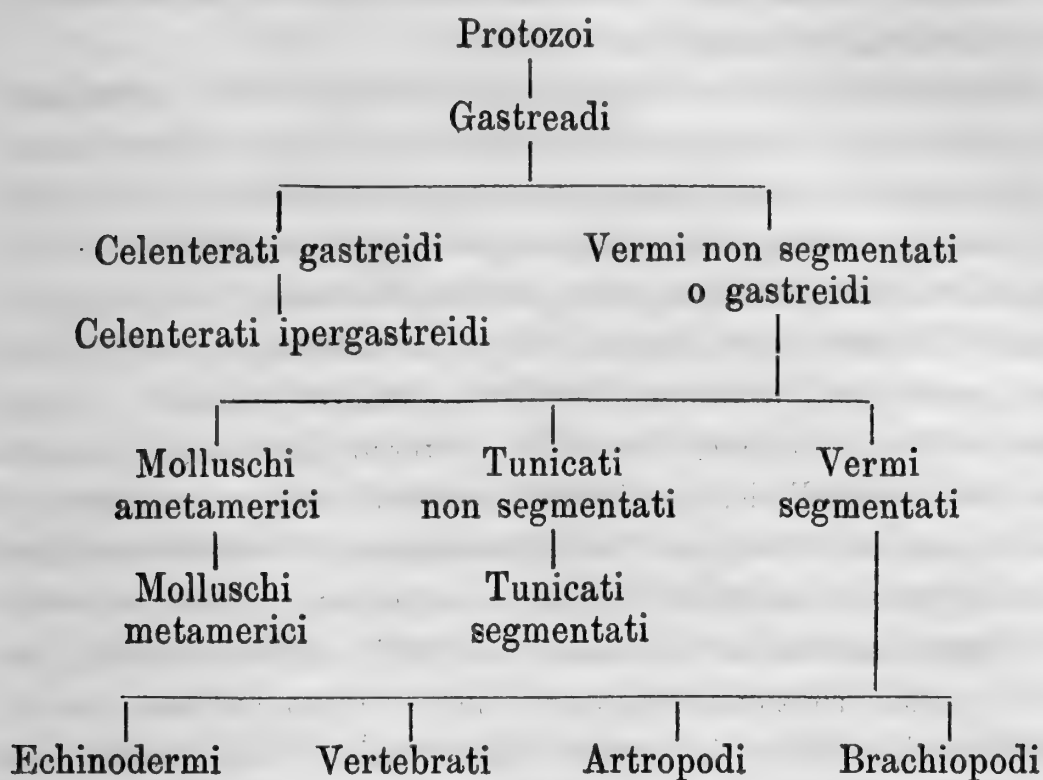 Protozoi
Gastreadi
Celenterati gastreidi
Vermi non segmentati
o gastreidi
Celenterati ipergastreidi
Molluschi
ametamerici
Tunicati
non segmentati
Vermi
segmentati
Molluschi
metamerici
Tunicati
segmentati
Echinodermi Vertebrati Artropodi Brachiopodi